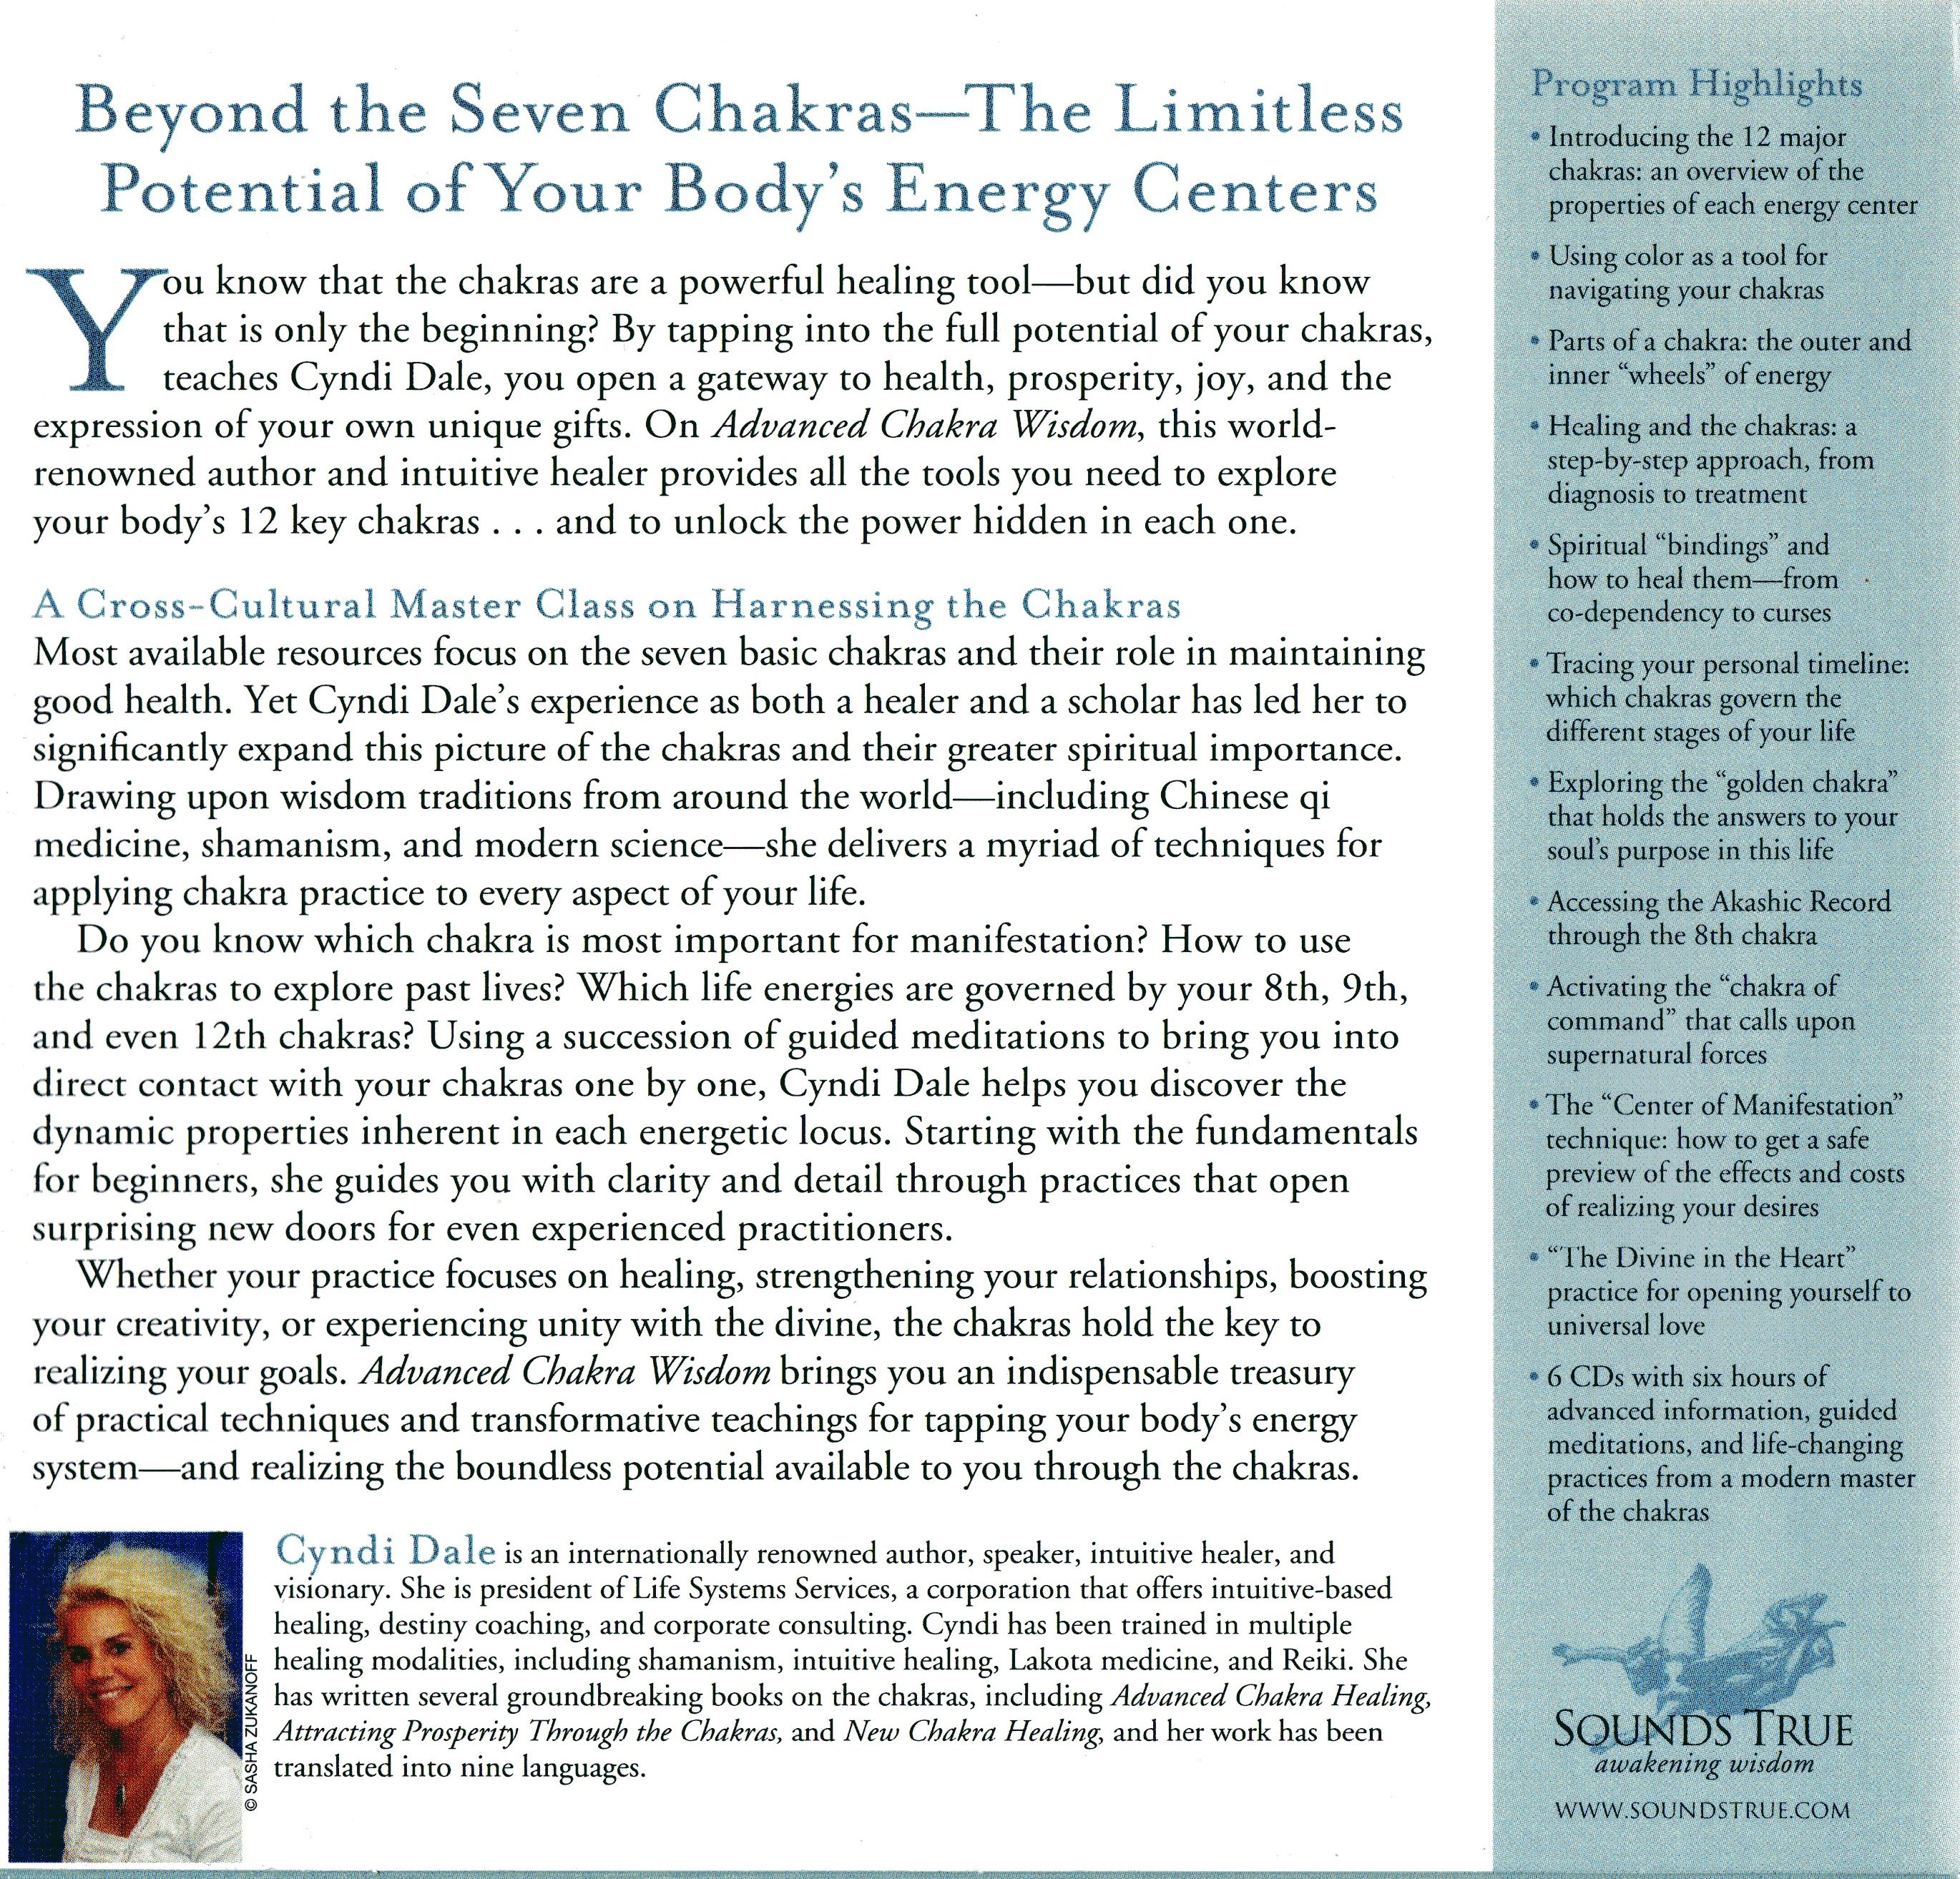 Beyond the Seven Chakras—The Limitless
Potential of Your Body's Energy Centers
You know that the chakras are a powerful healing tool—but did you know
that is only the beginning? By tapping into the full potential of your chakras,
teaches Cyndi Dale, you open a gateway to health, prosperity, joy, and the
expression of your own unique gifts. On Advanced Chakra Wisdom, this world-
renowned author and intuitive healer provides all the tools you need to explore
your body's 12 key chakras . . . and to unlock the power hidden in each one.
A Cross-Cultural Master Class on Harnessing the Chakras
Most available resources focus on the seven basic chakras and their role in maintaining
good health. Yet Cyndi Dale's experience as both a healer and a scholar has led her to
significantly expand this picture of the chakras and their greater spiritual importance.
Drawing upon wisdom traditions from around the world—including Chinese qi
medicine, shamanism, and modern science—she delivers a myriad of techniques for
applying chakra practice to every aspect of your life.
Do you know which chakra is most important for manifestation? How to use
the chakras to explore past lives? Which life energies are governed by your 8th, 9th,
and even 12th chakras? Using a succession of guided meditations to bring you into
direct contact with your chakras one by one, Cyndi Dale helps you discover the
dynamic properties inherent in each energetic locus. Starting with the fundamentals
for beginners, she guides you with clarity and detail through practices that open
surprising new doors for even experienced practitioners.
Whether your practice focuses on healing, strengthening your relationships, boosting
your creativity, or experiencing unity with the divine, the chakras hold the key to
realizing your goals. Advanced Chakra Wisdom brings you an indispensable treasury
of practical techniques and transformative teachings for tapping your body's energy
system—and realizing the boundless potential available to you through the chakras.
Cyndi Dale is an internationally renowned author, speaker, intuitive healer, and
visionary. She is president of Life Systems Services, a corporation that offers intuitive-based
healing, destiny coaching, and corporate consulting. Cyndi has been trained in multiple
healing modalities, including shamanism, intuitive healing, Lakota medicine, and Reiki. She
has written several groundbreaking books on the chakras, including Advanced Chakra Healing,
Attracting Prosperity Through the Chakras, and New Chakra Healing, and her work has been
translated into nine languages.
© SASHA ZUKANOFF
Program Highlights
• Introducing the 12 major
chakras: an overview of the
properties of each energy center
• Using color as a tool for
navigating your chakras
• Parts of a chakra: the outer and
inner "wheels" of energy
• Healing and the chakras: a
step-by-step approach, from
diagnosis to treatment
• Spiritual "bindings" and
how to heal them—from
co-dependency to curses
• Tracing your personal timeline:
which chakras govern the
different stages of your life
• Exploring the "golden chakra"
that holds the answers to your
soul's purpose in this life
• Accessing the Akashic Record
through the 8th chakra
• Activating the "chakra of
command" that calls upon
supernatural forces
• The "Center of Manifestation"
technique: how to get a safe
preview of the effects and costs
of realizing your desires
• "The Divine in the Heart"
practice for opening yourself to
universal love
• 6 CDs with six hours of
advanced information, guided
meditations, and life-changing
practices from a modern master
of the chakras
SOUNDS TRUE
awakening wisdom
WWW.SOUNDSTRUE.COM